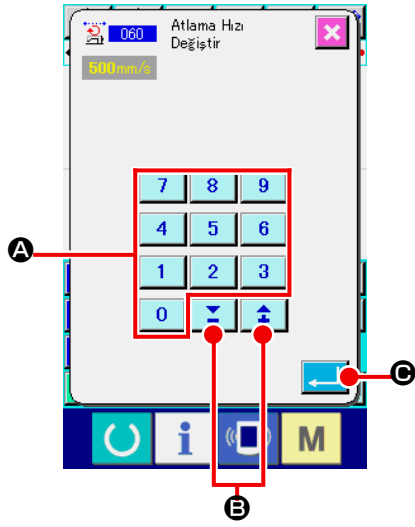 060 Atlama Hızı
Değiştir
500mm/s
7 8 9
A 4 5 6
1 2 3
0
C
i M
B